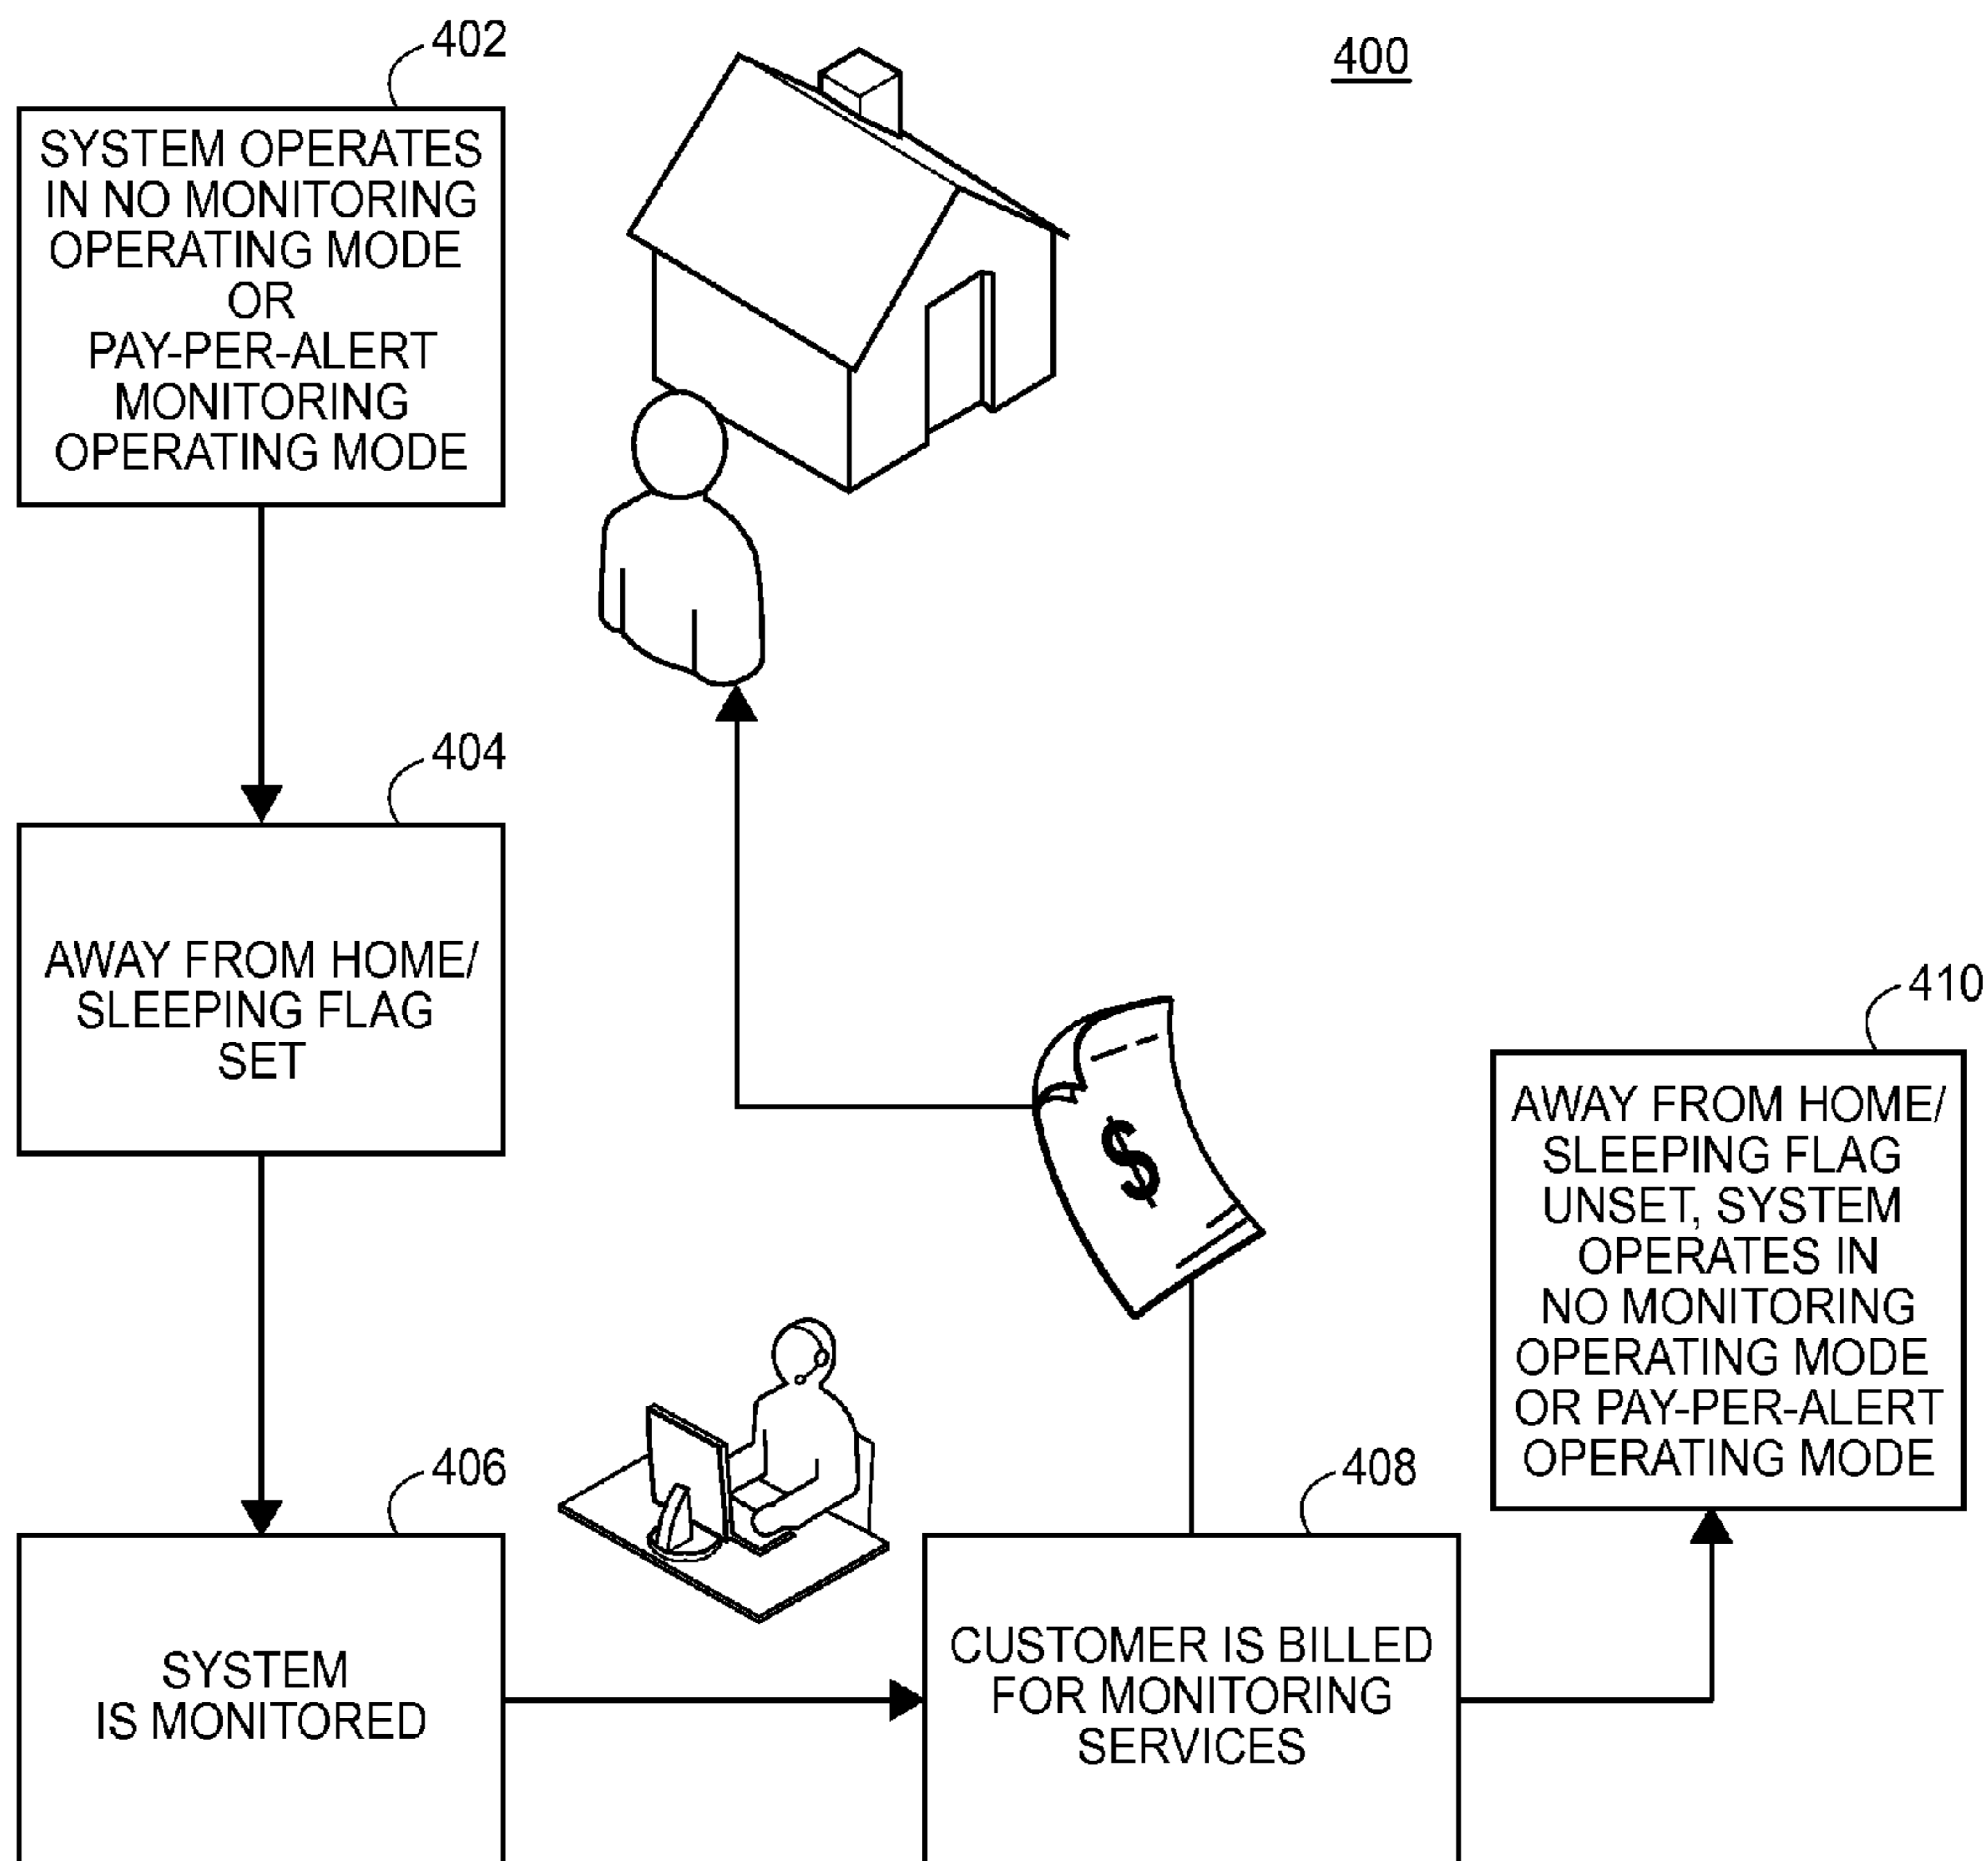 402
400
SYSTEM OPERATES
IN NO MONITORING
OPERATING MODE
OR
PAY-PER-ALERT
MONITORING
OPERATING MODE
404
AWAY FROM HOME/
SLEEPING FLAG
SET
$
410
AWAY FROM HOME/
SLEEPING FLAG
UNSET, SYSTEM
OPERATES IN
NO MONITORING
OPERATING MODE
OR PAY-PER-ALERT
OPERATING MODE
406
SYSTEM
IS MONITORED
408
CUSTOMER IS BILLED
FOR MONITORING
SERVICES